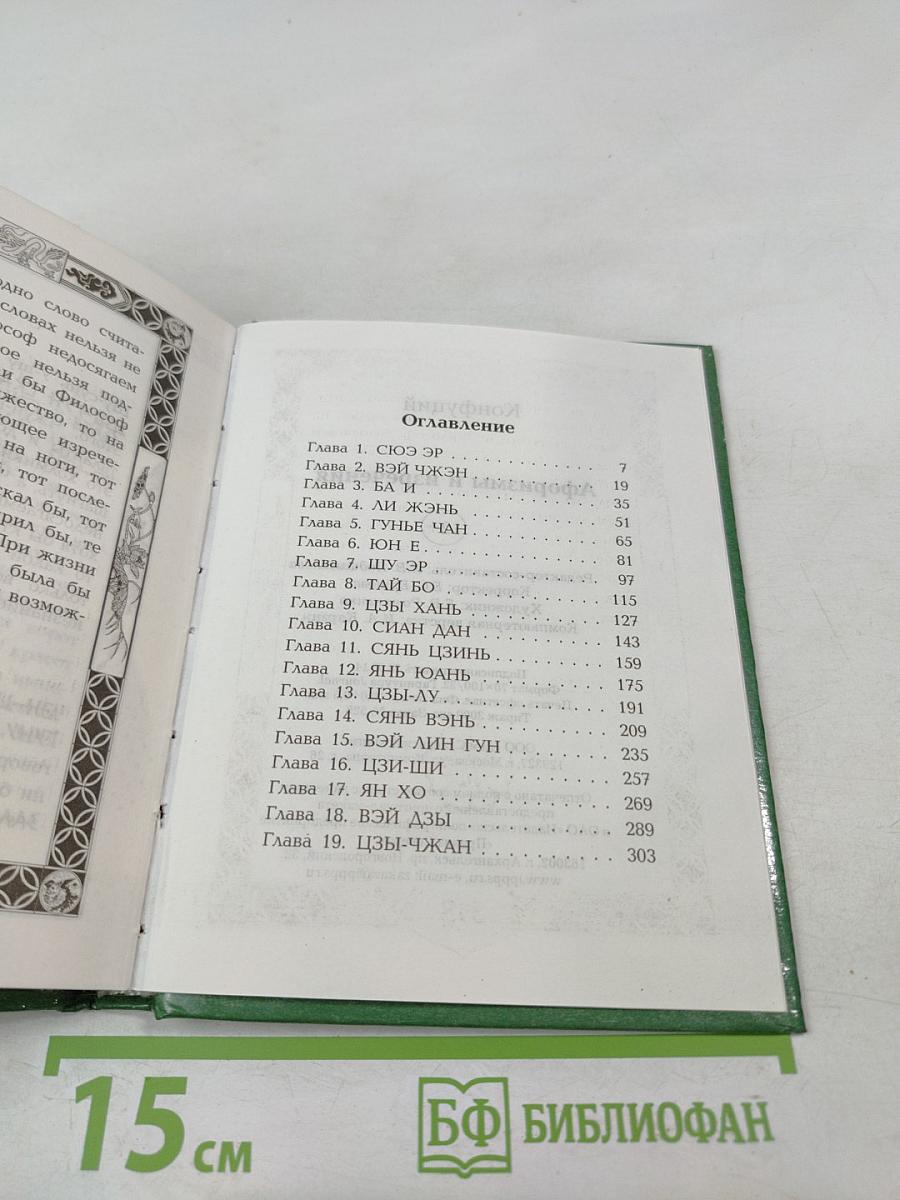 одно слово счита-
словах нельзя не
недосягаем
нельзя под-
и бы Философ
то на
изрече-
на ноги, тот
, тот после-
скал бы, тот
бы, те
При жизни
была бы
возмож-
Конфуций
Оглавление
Афоризмы и изречения
Глава 1. СЮЭ ЭР . . . . . . . . . . . . . . 7
Глава 2. ВЭЙ ЧЖЭН . . . . . . . . . . . . 19
Глава 3. БА И . . . . . . . . . . . . . . . . 35
Глава 4. ЛИ ЖЭНЬ . . . . . . . . . . . . . 51
Глава 5. ГУНЬЕ ЧАН . . . . . . . . . . . . 65
Глава 6. ЮН Е . . . . . . . . . . . . . . . . 81
Глава 7. ШУ ЭР . . . . . . . . . . . . . . . 97
Глава 8. ТАЙ БО . . . . . . . . . . . . . . 115
Глава 9. ЦЗЫ ХАНЬ . . . . . . . . . . . . 127
Глава 10. СИАН ДАН . . . . . . . . . . . . 143
Глава 11. СЯНЬ ЦЗИНЬ . . . . . . . . . . 159
Глава 12. ЯНЬ ЮАНЬ . . . . . . . . . . . . 175
Глава 13. ЦЗЫ-ЛУ . . . . . . . . . . . . . . 191
Глава 14. СЯНЬ ВЭНЬ . . . . . . . . . . . 209
Глава 15. ВЭЙ ЛИН ГУН . . . . . . . . . . 235
Глава 16. ЦЗИ-ШИ . . . . . . . . . . . . . . 257
Глава 17. ЯН ХО . . . . . . . . . . . . . . . 269
Глава 18. ВЭЙ ДЗЫ . . . . . . . . . . . . . 289
Глава 19. ЦЗЫ-ЧЖАН . . . . . . . . . . . . 303
15 см
БФ БИБЛИОФАН